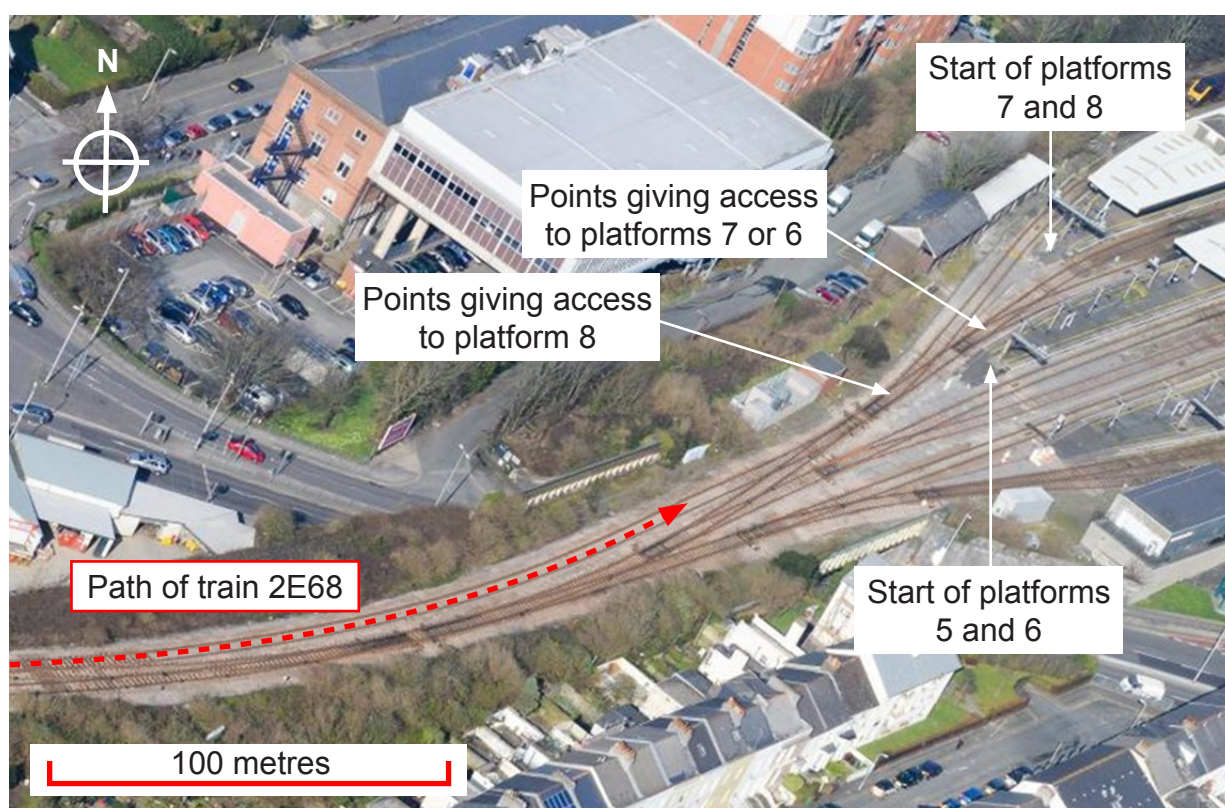 N
Start of platforms
7 and 8
Points giving access
to platforms 7 or 6
Points giving access
to platform 8
Path of train 2E68
Start of platforms
5 and 6
100 metres